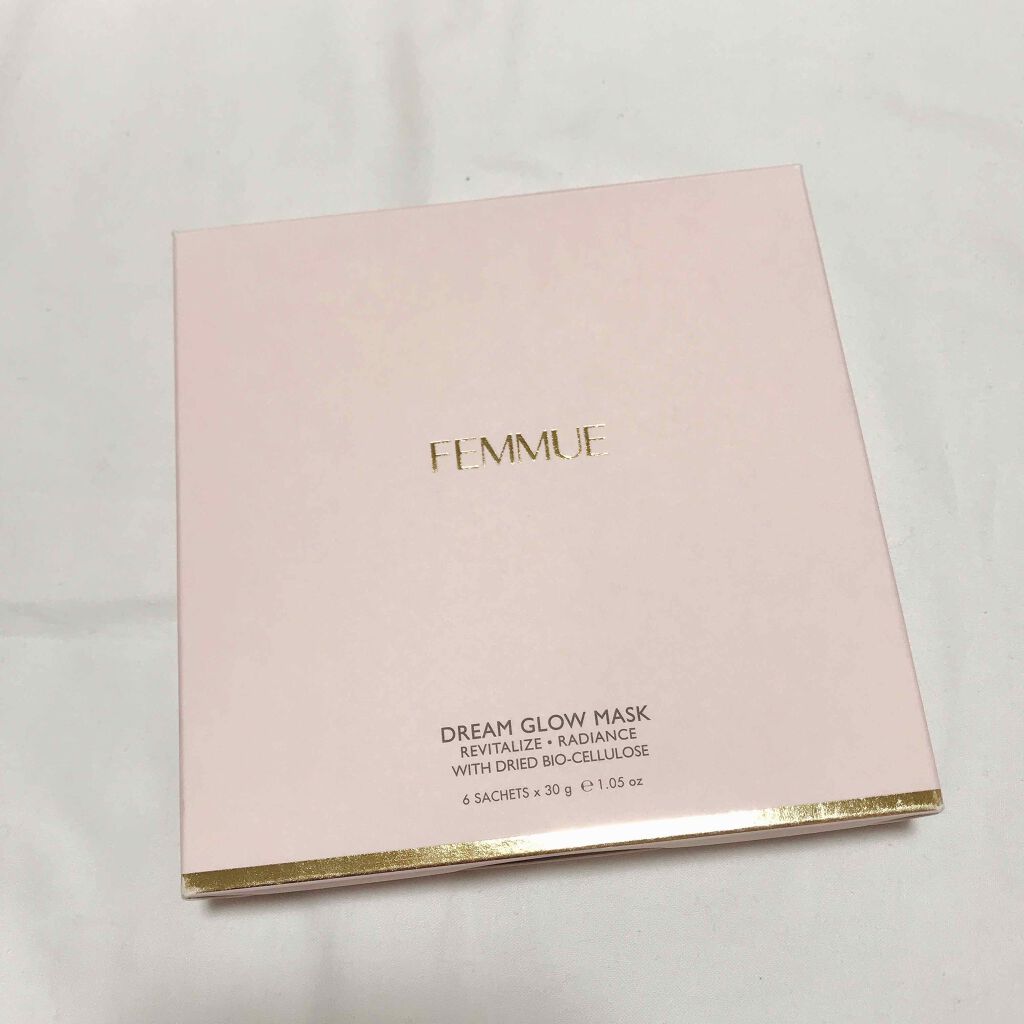 FEMMUE
DREAM GLOW MASK
REVITALIZE • RADIANCE
WITH DRIED BIO-CELLULOSE
6 SACHETS x 30 g ℮ 1.05 oz